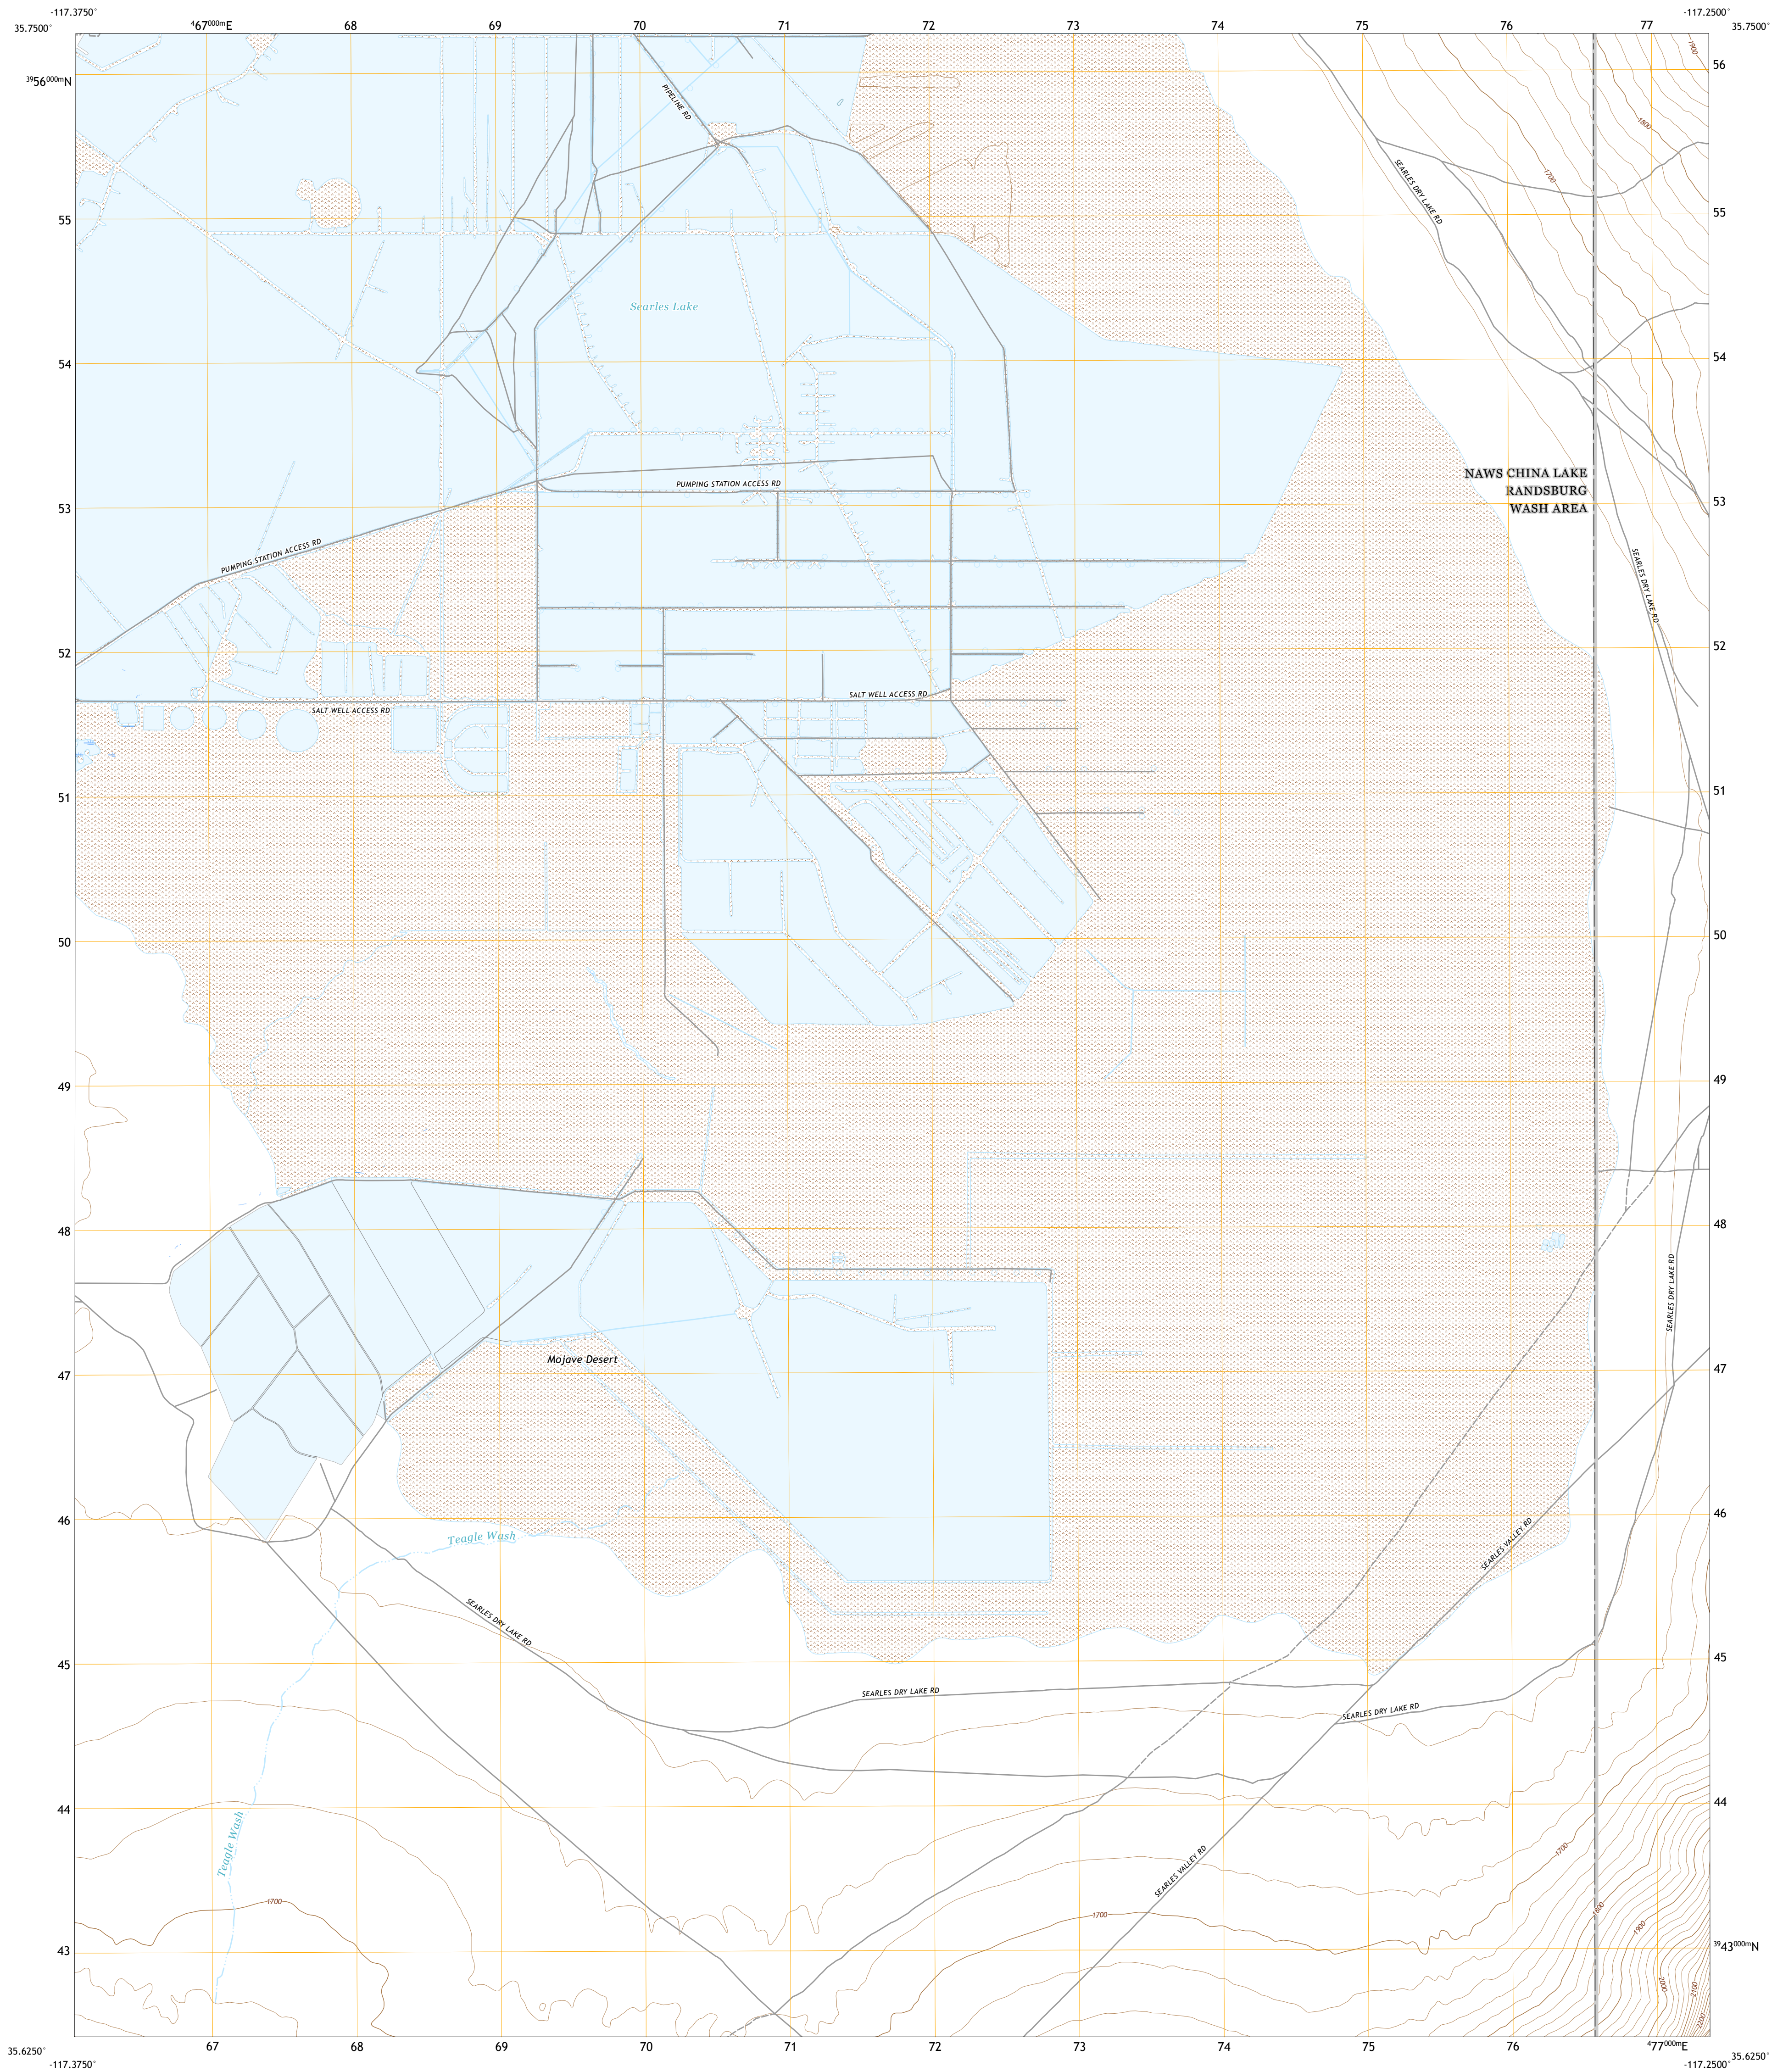 -117.3750°
-117.2500°
35.7500°
⁴67⁰⁰⁰ᵐE
68
69
70
71
72
73
74
75
76
77
35.7500°
³⁹56⁰⁰⁰ᵐN
56
1900
PIPELINE RD
1800
SEARLES DRY LAKE RD
1700
55
55
Searles Lake
54
54
NAWS CHINA LAKE
RANDSBURG
WASH AREA
PUMPING STATION ACCESS RD
53
53
PUMPING STATION ACCESS RD
SEARLES DRY LAKE RD
52
52
SALT WELL ACCESS RD
SALT WELL ACCESS RD
51
51
50
50
49
49
48
48
SEARLES DRY LAKE RD
Mojave Desert
47
47
46
46
Teagle Wash
SEARLES VALLEY RD
SEARLES DRY LAKE RD
45
45
SEARLES DRY LAKE RD
SEARLES DRY LAKE RD
44
44
Teagle Wash
SEARLES VALLEY RD
1700
1700
1700
1800
1900
43
³⁹43⁰⁰⁰ᵐN
2000
2100
2200
35.6250°
67
68
69
70
71
72
73
74
75
76
⁴77⁰⁰⁰ᵐE
35.6250°
-117.3750°
-117.2500°